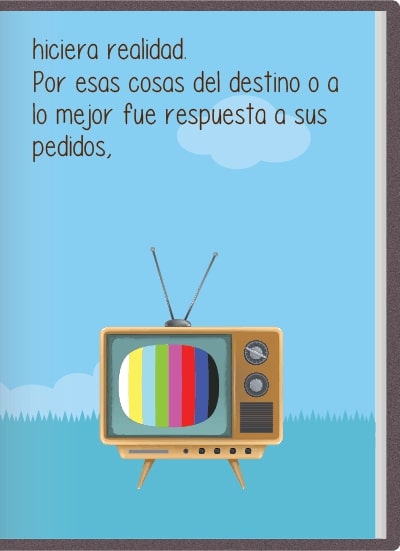 hiciera realidad.
Por esas cosas del destino o a
lo mejor fue respuesta a sus
pedidos,